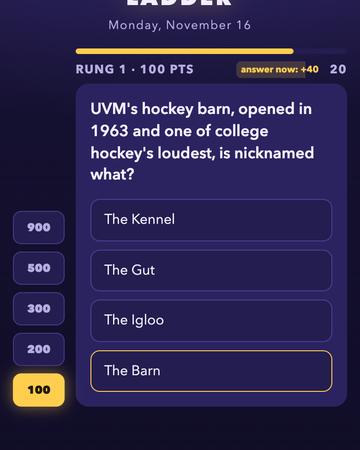 LADDER
Monday, November 16
RUNG 1 · 100 PTS
answer now: +40
20
UVM's hockey barn, opened in
1963 and one of college
hockey's loudest, is nicknamed
what?
The Kennel
The Gut
The Igloo
The Barn
900
500
300
200
100